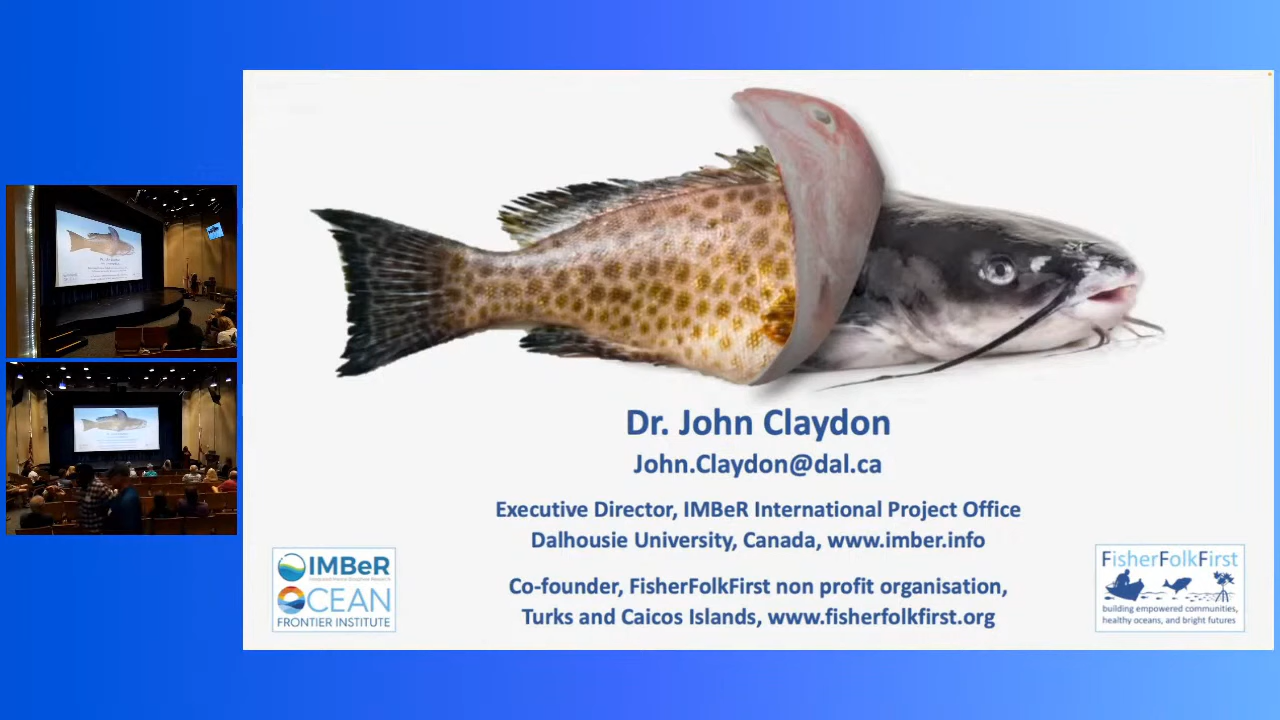 Dr. John Claydon
John.Claydon@dal.ca
Executive Director, IMBeR International Project Office
Dalhousie University, Canada, www.imber.info
Co-founder, FisherFolkFirst non profit organisation,
Turks and Caicos Islands, www.fisherfolkfirst.org
IMBeR
OCEAN
FRONTIER INSTITUTE
FisherFolkFirst
building empowered communities,
healthy oceans, and bright futures